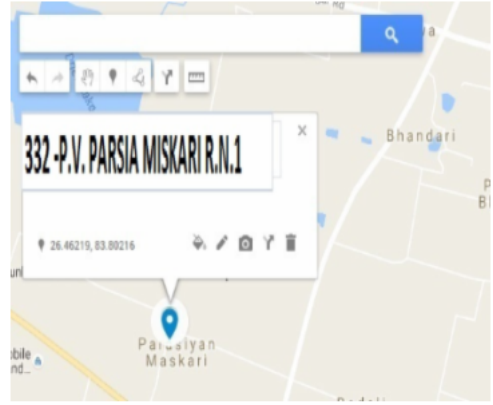 Bhandari
332 -P.V. PARSIA MISKARI R.N.1
26.46219, 83.80216
Parasiyan
Maskari